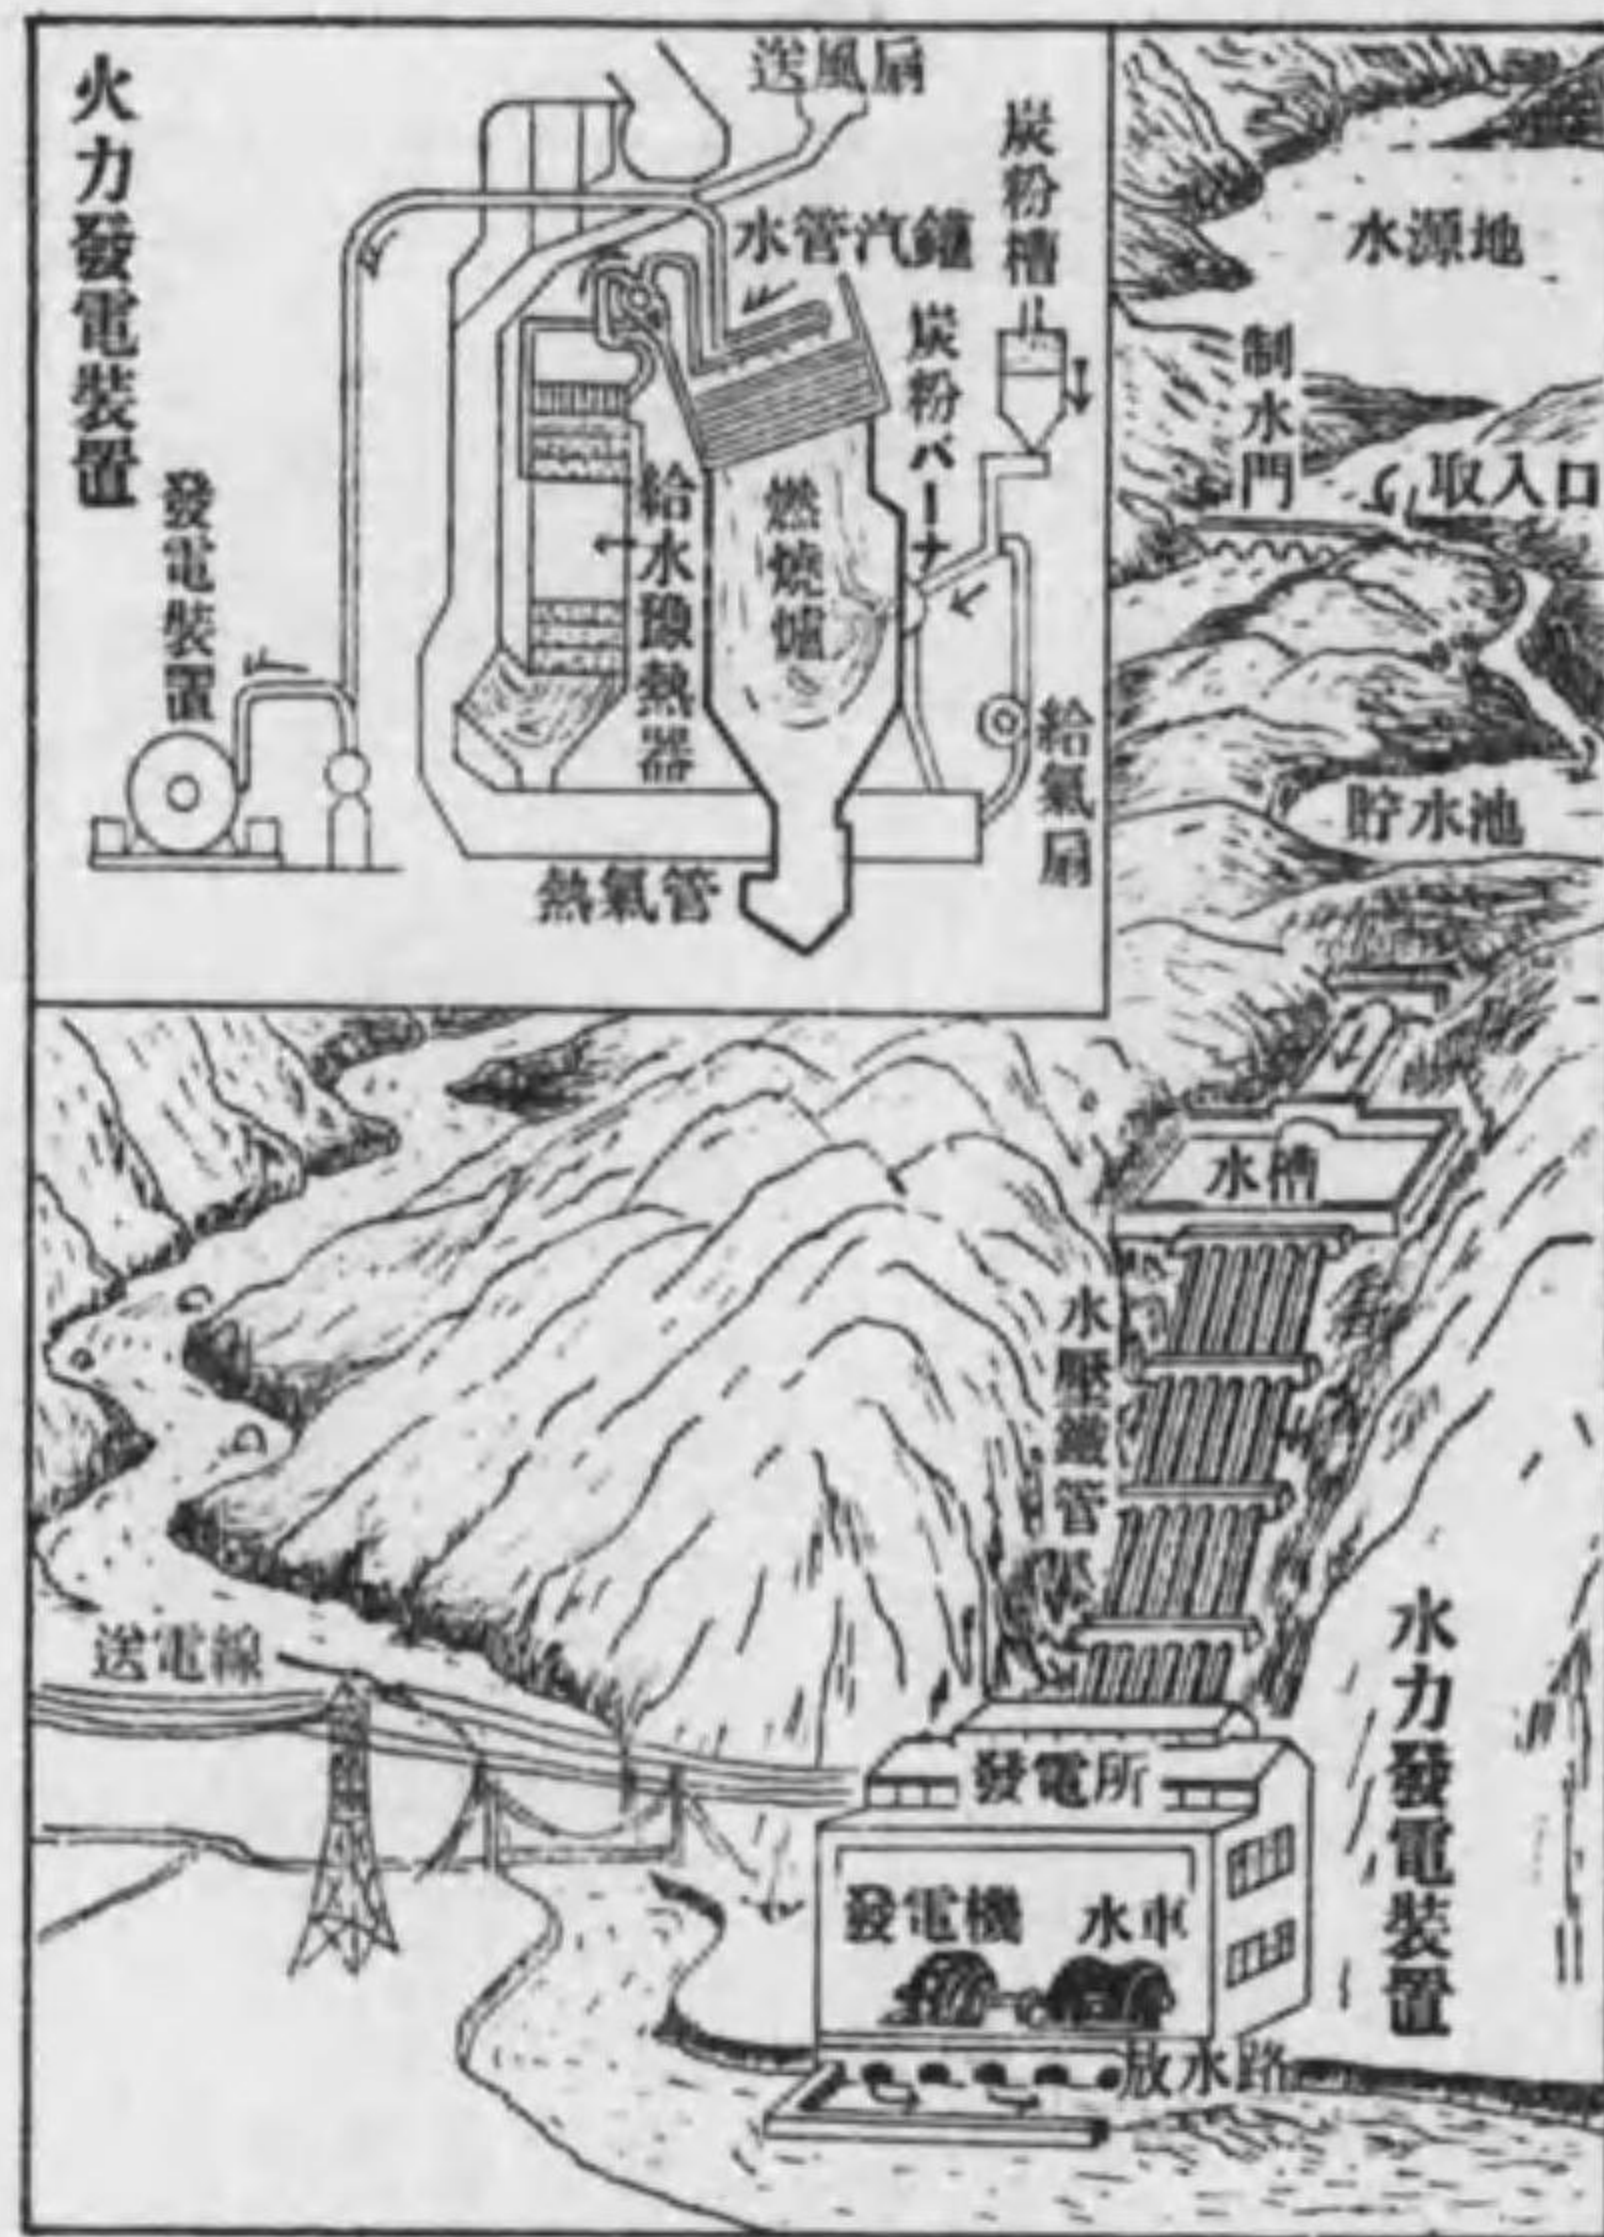 火力發電裝置
送風扇
炭粉槽
水管汽罐
炭粉バーナ
給水豫熱器
燃燒爐
發電裝置
給氣扇
熱氣管
水源地
制水門
取入口
貯水池
水槽
水壓鐵管
送電線
發電所
發電機
水車
放水路
水力發電裝置